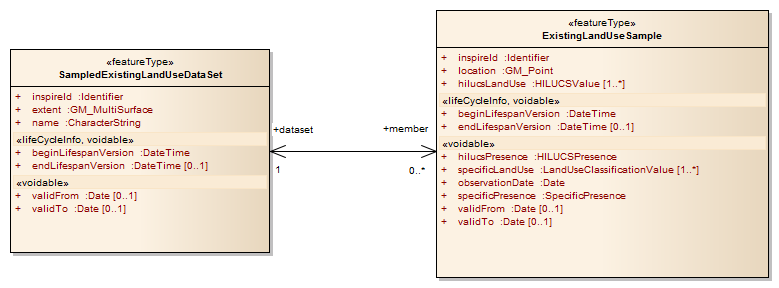 «featureType»
SampledExistingLandUseDataSet
+ inspireId :Identifier
+ extent :GM_MultiSurface
+ name :CharacterString
«lifeCycleInfo, voidable»
+ beginLifespanVersion :DateTime
+ endLifespanVersion :DateTime [0..1]
«voidable»
+ validFrom :Date [0..1]
+ validTo :Date [0..1]
+dataset
1
+member
0..*
«featureType»
ExistingLandUseSample
+ inspireId :Identifier
+ location :GM_Point
+ hilucsLandUse :HILUCSValue [1..*]
«lifeCycleInfo, voidable»
+ beginLifespanVersion :DateTime
+ endLifespanVersion :DateTime [0..1]
«voidable»
+ hilucsPresence :HILUCSPresence
+ specificLandUse :LandUseClassificationValue [1..*]
+ observationDate :Date
+ specificPresence :SpecificPresence
+ validFrom :Date [0..1]
+ validTo :Date [0..1]